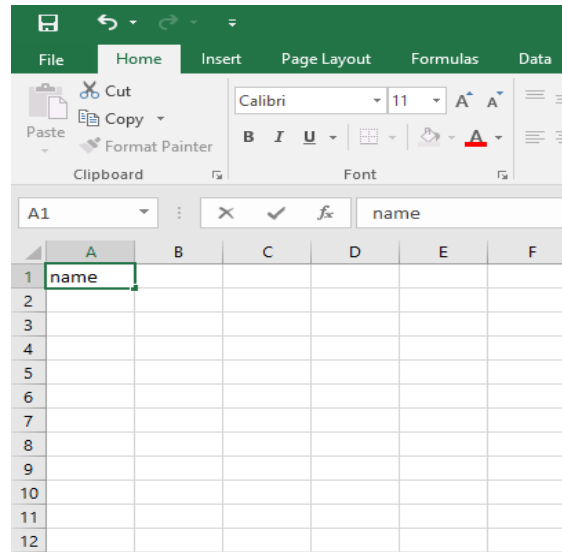 File Home Insert Page Layout Formulas Data
Cut
Copy
Paste
Format Painter
Clipboard
Calibri 11 A A
B I U A
Font
A1 fx name
A B C D E F
1 name
2
3
4
5
6
7
8
9
10
11
12